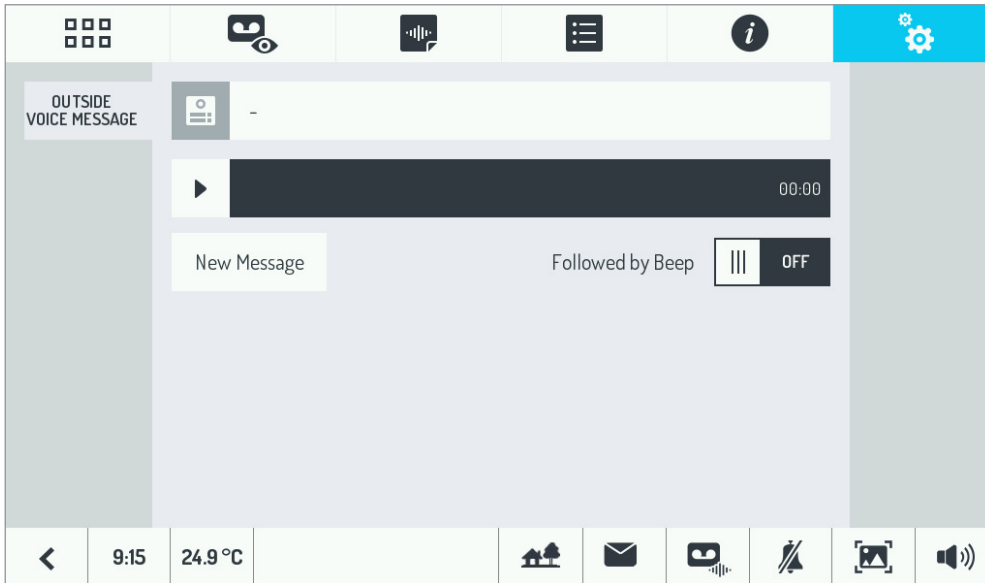 OUTSIDE
VOICE MESSAGE
-
00:00
New Message
Followed by Beep
OFF
9:15
24.9 °C